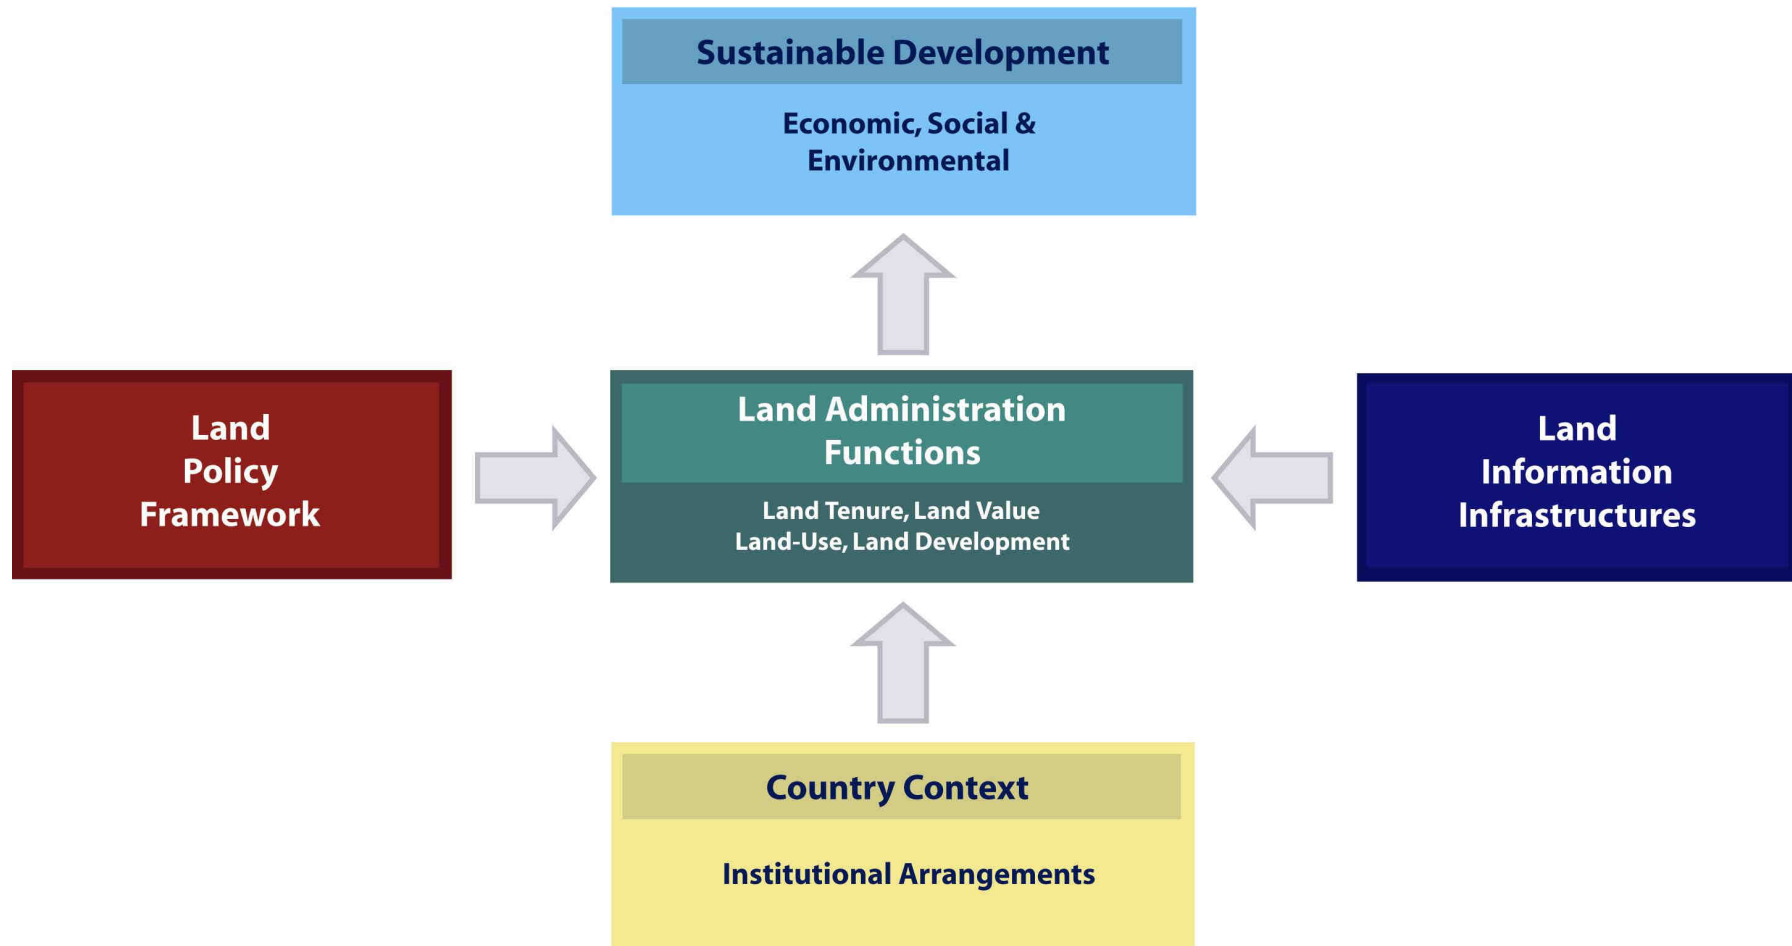 Sustainable Development
Economic, Social &
Environmental
Land
Policy
Framework
Land Administration
Functions
Land Tenure, Land Value
Land-Use, Land Development
Land
Information
Infrastructures
Country Context
Institutional Arrangements